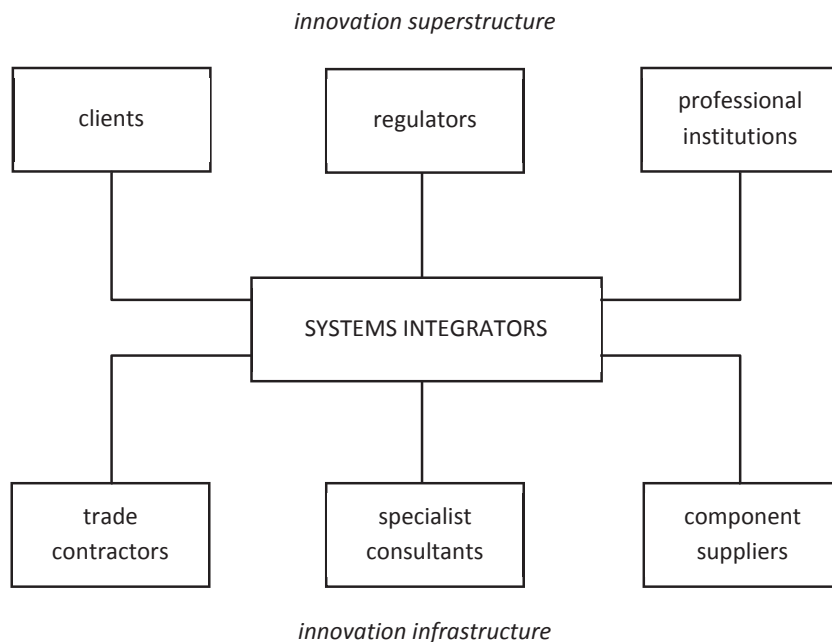 innovation superstructure
clients
regulators
professional
institutions
SYSTEMS INTEGRATORS
trade
contractors
specialist
consultants
component
suppliers
innovation infrastructure